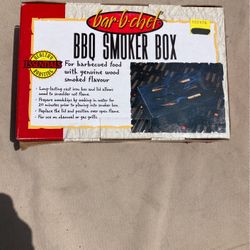 bar-b-chef
BBQ SMOKER BOX
For barbecued food
with genuine wood
smoked flavour
• Long-lasting cast iron box and lid allows
wood to smoulder not flame.
• Prepare woodchips by soaking in water for
20 minutes prior to placing into smoker box.
• Replace the lid and position over open flame.
• For use on charcoal or gas grills.